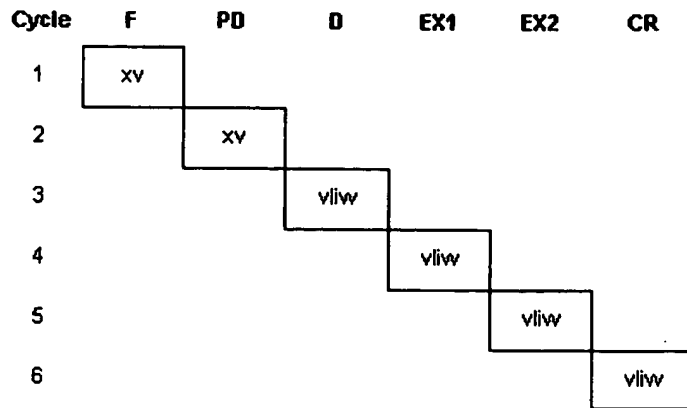 Cycle F PD D EX1 EX2 CR
1 xv
2 xv
3 vliw
4 vliw
5 vliw
6 vliw